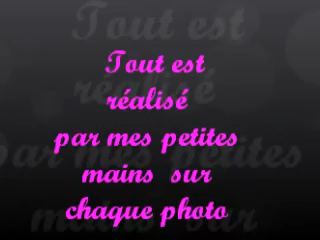 Tout est
réalisé
par mes petites
mains sur
chaque photo